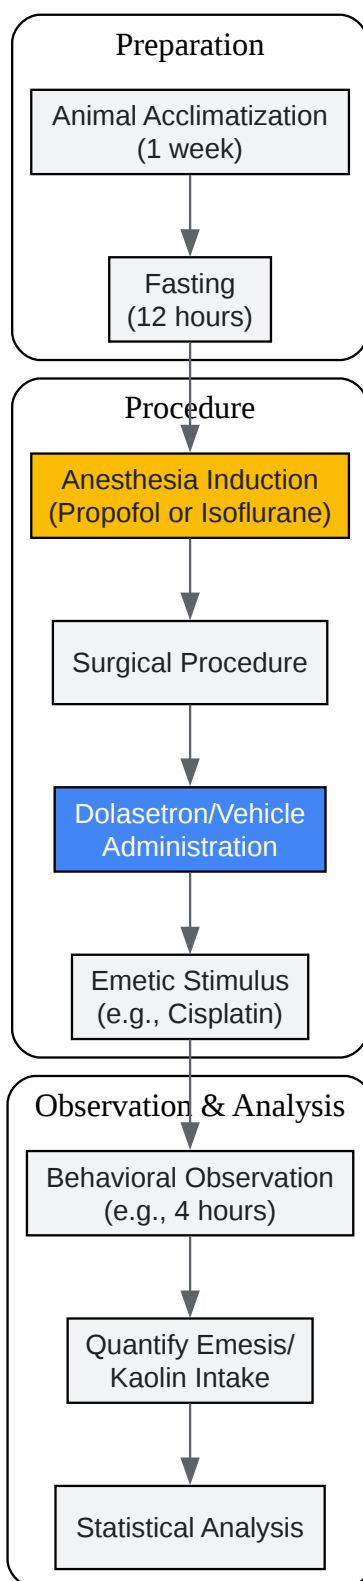 Preparation
Animal Acclimatization
(1 week)
Fasting
(12 hours)
Procedure
Anesthesia Induction
(Propofol or Isoflurane)
Surgical Procedure
Dolasetron/Vehicle
Administration
Emetic Stimulus
(e.g., Cisplatin)
Observation & Analysis
Behavioral Observation
(e.g., 4 hours)
Quantify Emesis/
Kaolin Intake
Statistical Analysis